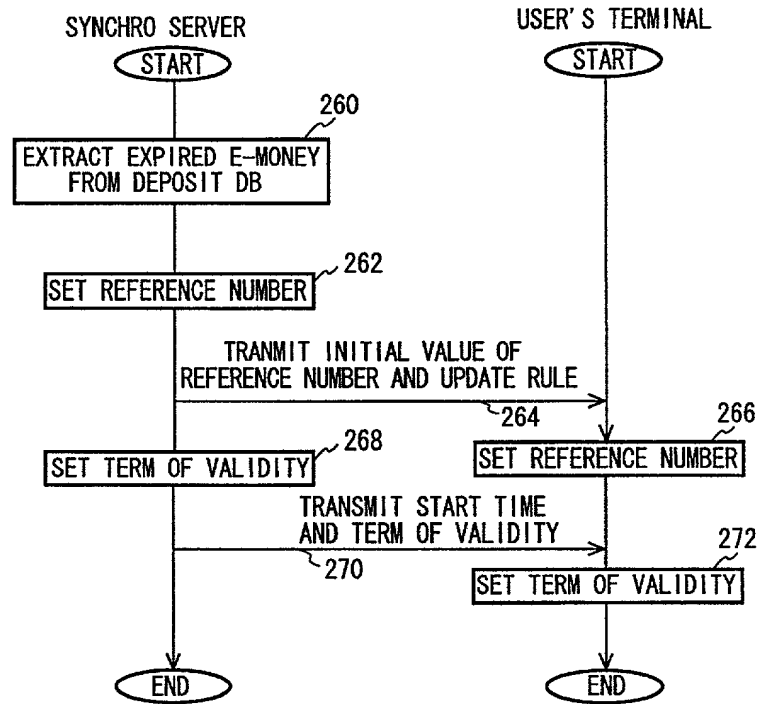 SYNCHRO SERVER
USER'S TERMINAL
START
START
260
EXTRACT EXPIRED E-MONEY
FROM DEPOSIT DB
262
SET REFERENCE NUMBER
TRANMIT INITIAL VALUE OF
REFERENCE NUMBER AND UPDATE RULE
264
266
SET REFERENCE NUMBER
268
SET TERM OF VALIDITY
TRANSMIT START TIME
AND TERM OF VALIDITY
270
272
SET TERM OF VALIDITY
END
END